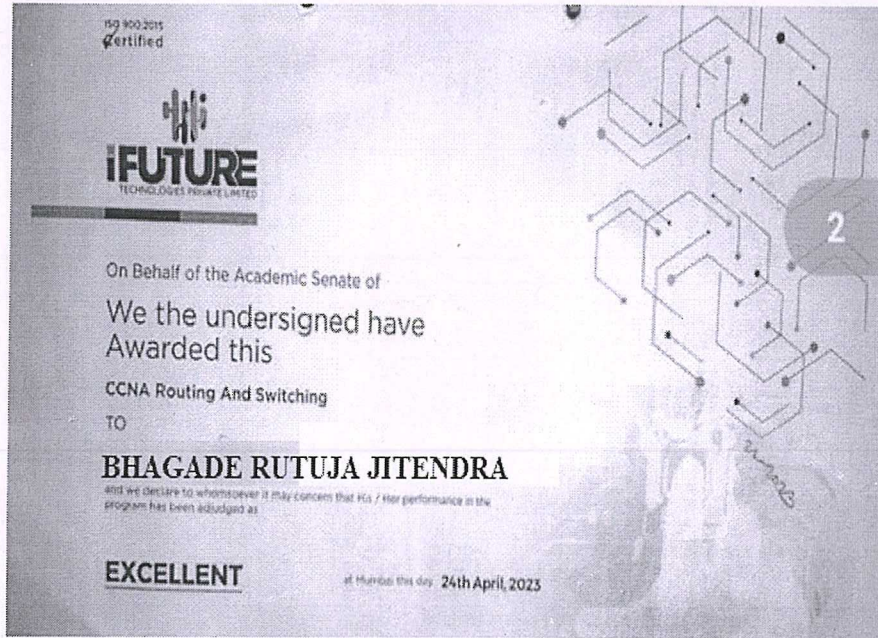 ISO 900:2015
Certified
iFUTURE
TECHNOLOGIES PRIVATE LIMITED
2
On Behalf of the Academic Senate of
We the undersigned have
Awarded this
CCNA Routing And Switching
TO
BHAGADE RUTUJA JITENDRA
and we declare to whomsoever it may concern that His / Her performance in the
program has been adjudged as
EXCELLENT
at Mumbai this day 24th April, 2023